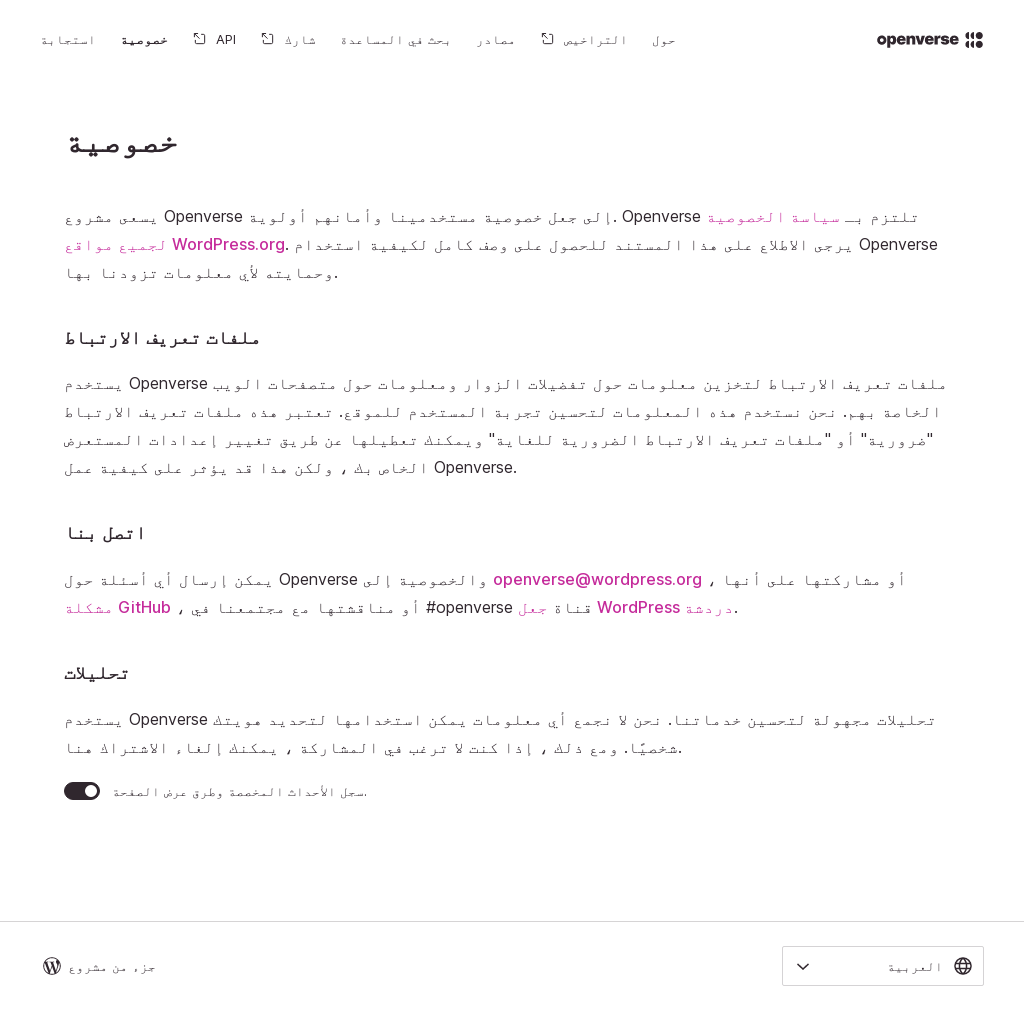 openverse
حول
التراخيص
مصادر
بحث في المساعدة
شارك
API
خصوصية
استجابة
خصوصية
يسعى مشروع Openverse إلى جعل خصوصية مستخدمينا وأمانهم أولوية. Openverse تلتزم بـ سياسة الخصوصية
لجميع مواقع WordPress.org. يرجى الاطلاع على هذا المستند للحصول على وصف كامل لكيفية استخدام Openverse
وحمايته لأي معلومات تزودنا بها.
ملفات تعريف الارتباط
يستخدم Openverse ملفات تعريف الارتباط لتخزين معلومات حول تفضيلات الزوار ومعلومات حول متصفحات الويب
الخاصة بهم. نحن نستخدم هذه المعلومات لتحسين تجربة المستخدم للموقع. تعتبر هذه ملفات تعريف الارتباط
"ضرورية" أو "ملفات تعريف الارتباط الضرورية للغاية" ويمكنك تعطيلها عن طريق تغيير إعدادات المستعرض
الخاص بك ، ولكن هذا قد يؤثر على كيفية عمل Openverse.
اتصل بنا
يمكن إرسال أي أسئلة حول Openverse والخصوصية إلى openverse@wordpress.org ، أو مشاركتها على أنها
مشكلة GitHub ، أو مناقشتها مع مجتمعنا في #openverse قناة جعل WordPress دردشة.
تحليلات
يستخدم Openverse تحليلات مجهولة لتحسين خدماتنا. نحن لا نجمع أي معلومات يمكن استخدامها لتحديد هويتك
شخصيًا. ومع ذلك ، إذا كنت لا ترغب في المشاركة ، يمكنك إلغاء الاشتراك هنا.
سجل الأحداث المخصصة وطرق عرض الصفحة.
العربية
جزء من مشروع